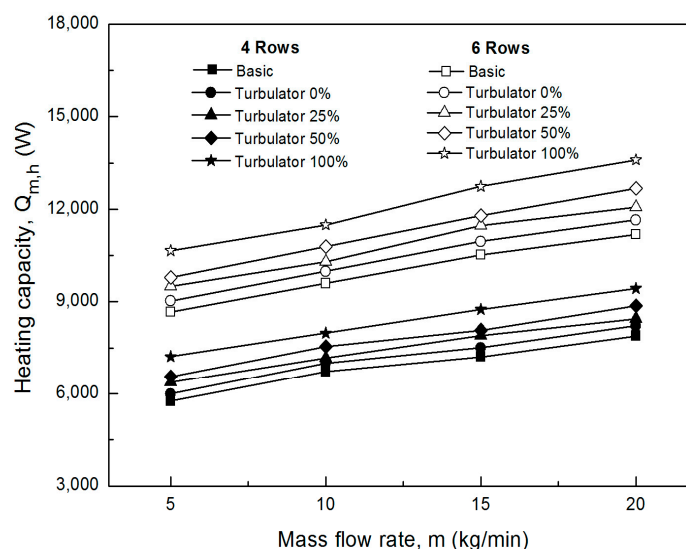 18,000
15,000
12,000
9,000
6,000
3,000
Heating capacity, Q_{m,h} (W)
4 Rows
Basic
Turbulator 0%
Turbulator 25%
Turbulator 50%
Turbulator 100%
6 Rows
Basic
Turbulator 0%
Turbulator 25%
Turbulator 50%
Turbulator 100%
5 10 15 20
Mass flow rate, m (kg/min)